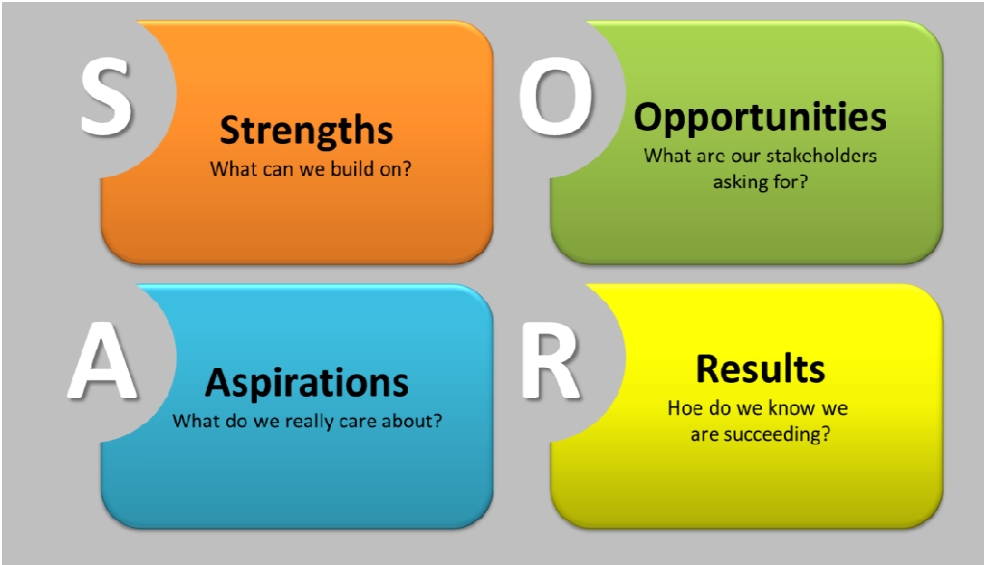 S
Strengths
What can we build on?
O
Opportunities
What are our stakeholders
asking for?
A
Aspirations
What do we really care about?
R
Results
Hoe do we know we
are succeeding?